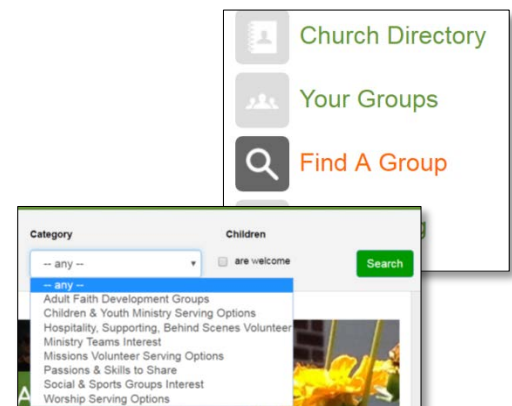 Church Directory
Your Groups
Find A Group
g
Category Children
-- any -- are welcome Search
-- any --
Adult Faith Development Groups
Children & Youth Ministry Serving Options
Hospitality, Supporting, Behind Scenes Volunteer
Ministry Teams Interest
Missions Volunteer Serving Options
Passions & Skills to Share
Social & Sports Groups Interest
Worship Serving Options
A